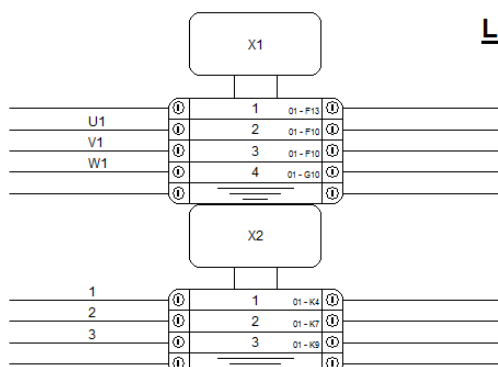 X1
L
1 01 - F13
U1 2 01 - F10
V1 3 01 - F10
W1 4 01 - G10
X2
1 1 01 - K4
2 2 01 - K7
3 3 01 - K9